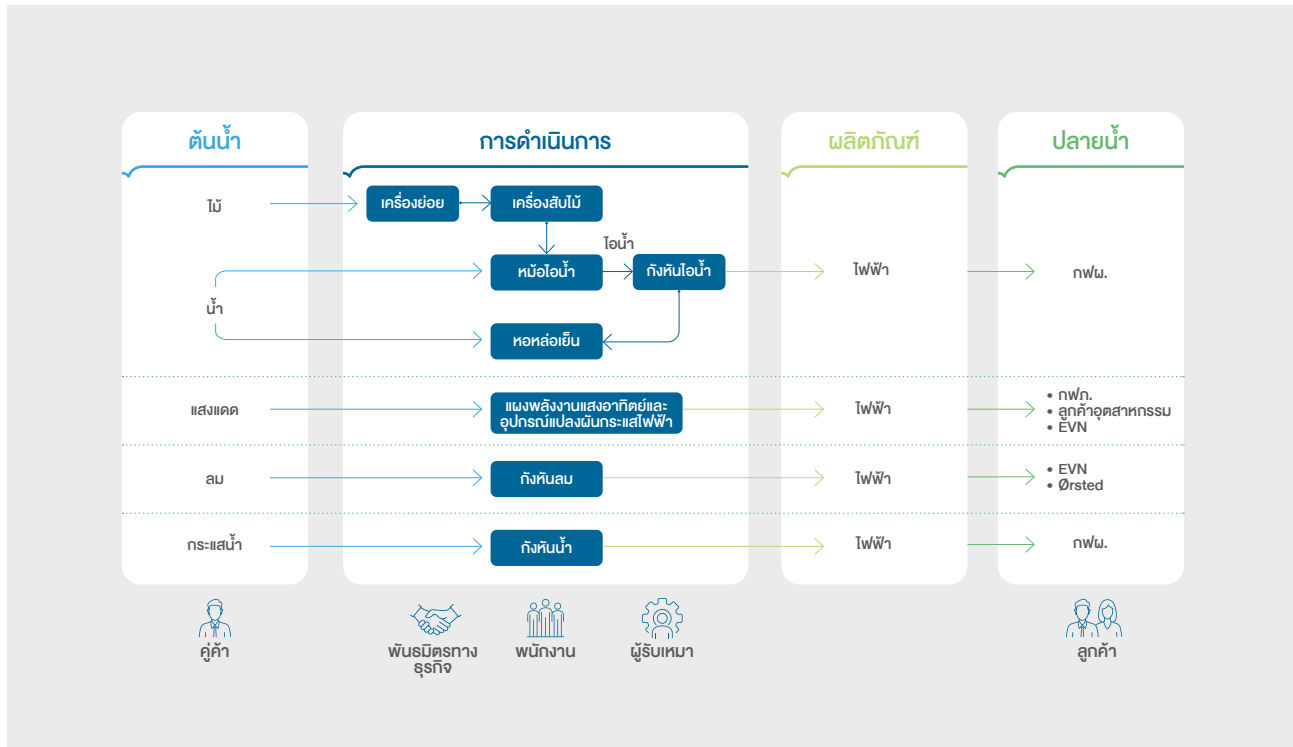 ต้นน้ำ
การดำเนินการ
ผลิตภัณฑ์
ปลายน้ำ
ไม้
เครื่องย่อย
เครื่องสับไม้
ไอน้ำ
หม้อไอน้ำ
กังหันไอน้ำ
ไฟฟ้า
กฟผ.
น้ำ
หอหล่อเย็น
แสงแดด
แผงพลังงานแสงอาทิตย์และ
อุปกรณ์แปลงผันกระแสไฟฟ้า
ไฟฟ้า
• กฟภ.
• ลูกค้าอุตสาหกรรม
• EVN
ลม
กังหันลม
ไฟฟ้า
• EVN
• Ørsted
กระแสน้ำ
กังหันน้ำ
ไฟฟ้า
กฟผ.
คู่ค้า
พันธมิตรทาง
ธุรกิจ
พนักงาน
ผู้รับเหมา
ลูกค้า